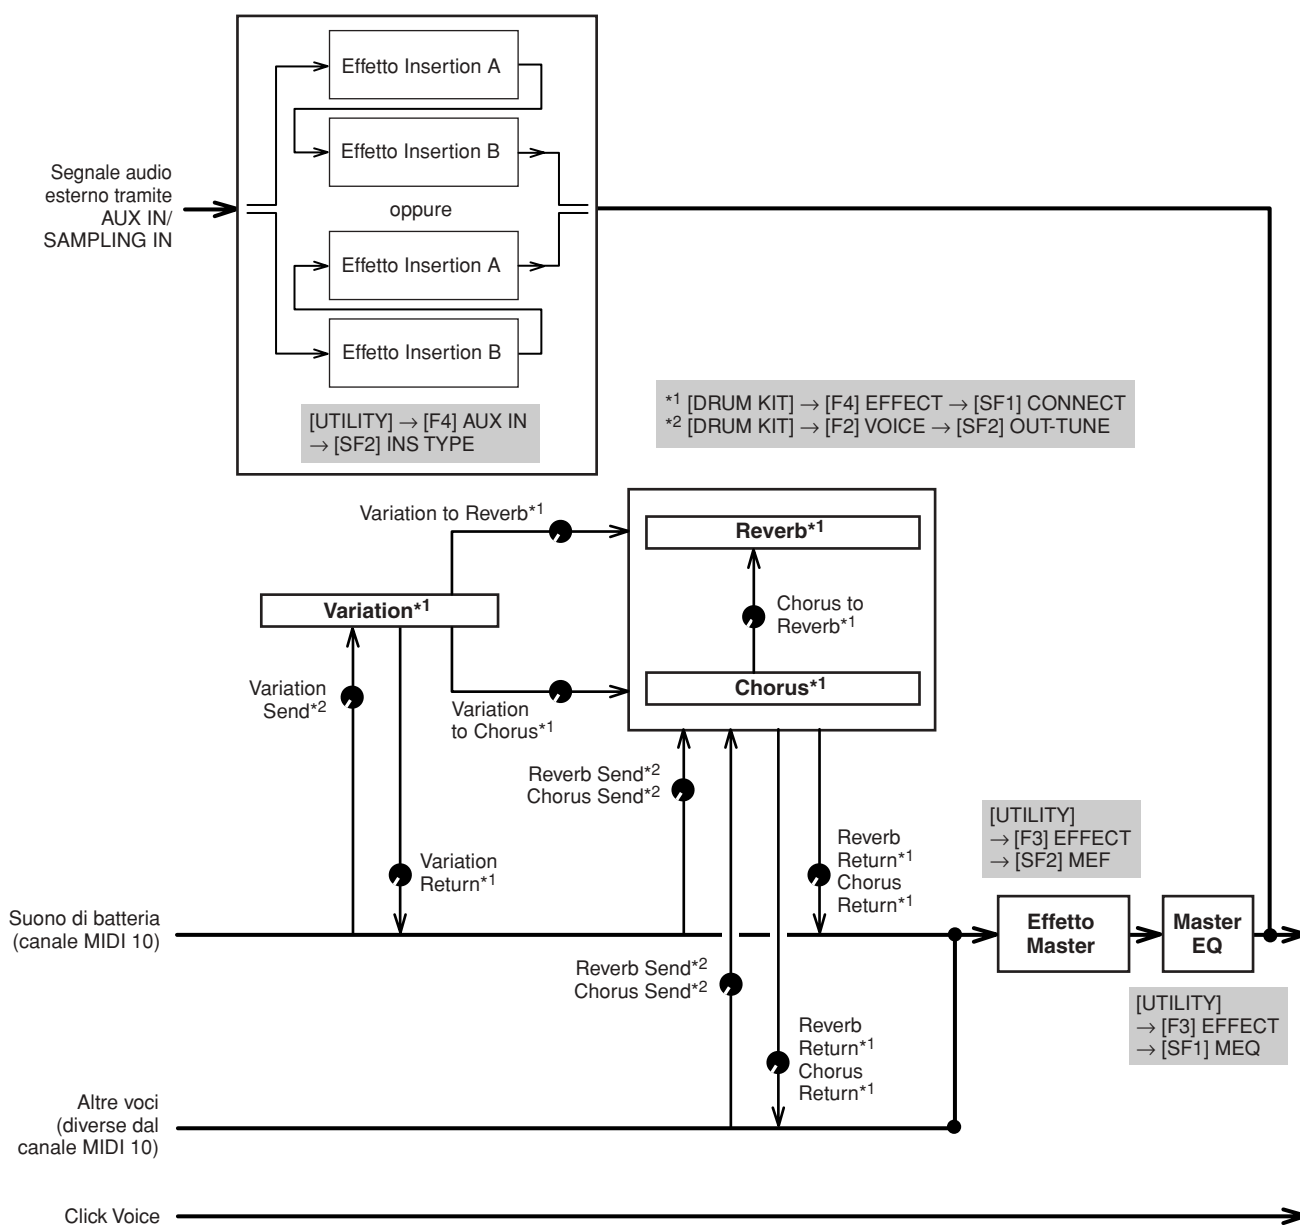 Effetto Insertion A
Effetto Insertion B
Segnale audio
esterno tramite
AUX IN/
SAMPLING IN
oppure
Effetto Insertion A
Effetto Insertion B
[UTILITY] → [F4] AUX IN
→ [SF2] INS TYPE
*1 [DRUM KIT] → [F4] EFFECT → [SF1] CONNECT
*2 [DRUM KIT] → [F2] VOICE → [SF2] OUT-TUNE
Variation to Reverb*1
Reverb*1
Variation*1
Chorus to
Reverb*1
Variation
Send*2
Chorus*1
Variation
to Chorus*1
Reverb Send*2
Chorus Send*2
Variation
Return*1
Reverb
Return*1
Chorus
Return*1
[UTILITY]
→ [F3] EFFECT
→ [SF2] MEF
Suono di batteria
(canale MIDI 10)
Effetto
Master
Master
EQ
Reverb Send*2
Chorus Send*2
[UTILITY]
→ [F3] EFFECT
→ [SF1] MEQ
Reverb
Return*1
Chorus
Return*1
Altre voci
(diverse dal
canale MIDI 10)
Click Voice